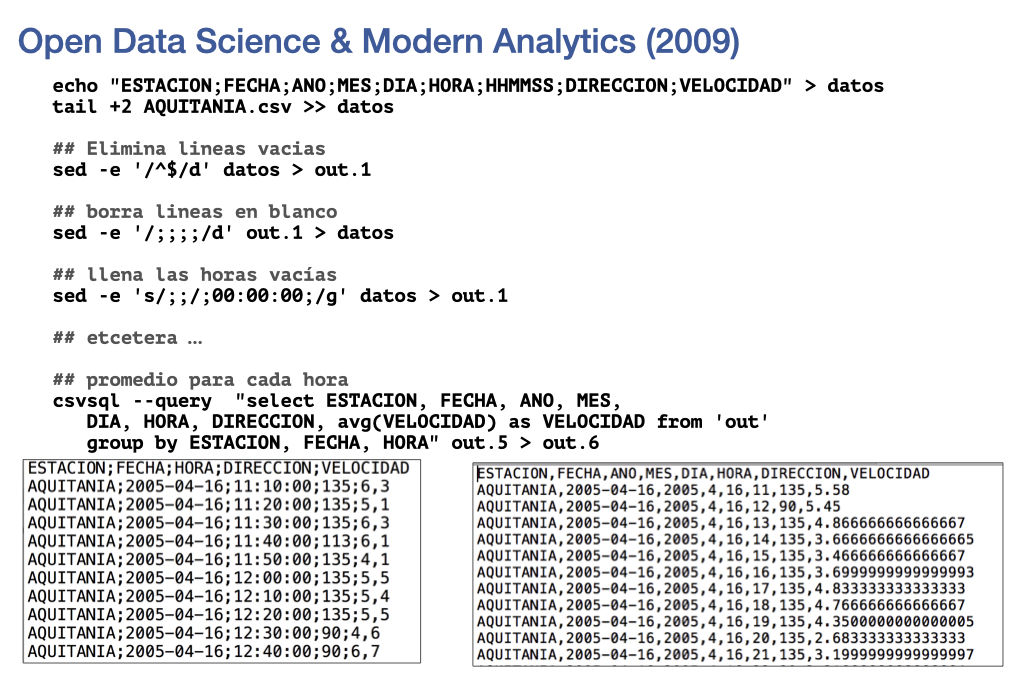 Open Data Science & Modern Analytics (2009)
echo "ESTACION;FECHA;ANO;MES;DIA;HORA;HHMMSS;DIRECCION;VELOCIDAD" > datos
tail +2 AQUITANIA.csv >> datos
## Elimina lineas vacias
sed -e '/^$/d' datos > out.1
## borra lineas en blanco
sed -e '/;;;;/d' out.1 > datos
## llena las horas vacías
sed -e 's/;;/;00:00:00;/g' datos > out.1
## etcetera …
## promedio para cada hora
csvsql --query  "select ESTACION, FECHA, ANO, MES,
DIA, HORA, DIRECCION, avg(VELOCIDAD) as VELOCIDAD from 'out'
group by ESTACION, FECHA, HORA" out.5 > out.6
ESTACION;FECHA;HORA;DIRECCION;VELOCIDAD
AQUITANIA;2005-04-16;11:10:00;135;6,3
AQUITANIA;2005-04-16;11:20:00;135;5,1
AQUITANIA;2005-04-16;11:30:00;135;6,3
AQUITANIA;2005-04-16;11:40:00;113;6,1
AQUITANIA;2005-04-16;11:50:00;135;4,1
AQUITANIA;2005-04-16;12:00:00;135;5,5
AQUITANIA;2005-04-16;12:10:00;135;5,4
AQUITANIA;2005-04-16;12:20:00;135;5,5
AQUITANIA;2005-04-16;12:30:00;90;4,6
AQUITANIA;2005-04-16;12:40:00;90;6,7
ESTACION,FECHA,ANO,MES,DIA,HORA,DIRECCION,VELOCIDAD
AQUITANIA,2005-04-16,2005,4,16,11,135,5.58
AQUITANIA,2005-04-16,2005,4,16,12,90,5.45
AQUITANIA,2005-04-16,2005,4,16,13,135,4.866666666666667
AQUITANIA,2005-04-16,2005,4,16,14,135,3.6666666666666665
AQUITANIA,2005-04-16,2005,4,16,15,135,3.466666666666667
AQUITANIA,2005-04-16,2005,4,16,16,135,3.6999999999999993
AQUITANIA,2005-04-16,2005,4,16,17,135,4.833333333333333
AQUITANIA,2005-04-16,2005,4,16,18,135,4.766666666666667
AQUITANIA,2005-04-16,2005,4,16,19,135,4.3500000000000005
AQUITANIA,2005-04-16,2005,4,16,20,135,2.683333333333333
AQUITANIA,2005-04-16,2005,4,16,21,135,3.1999999999999997